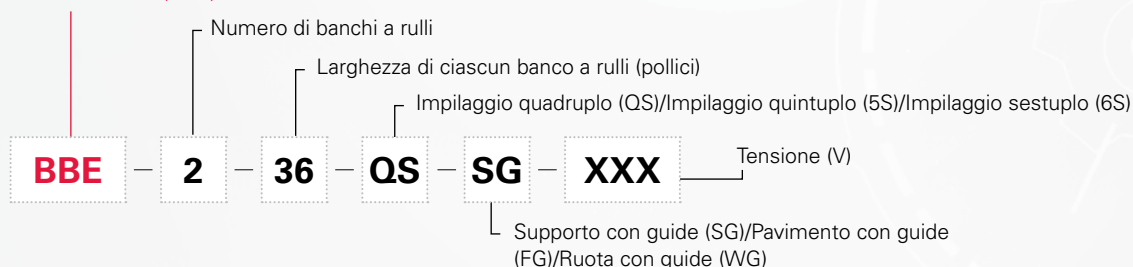 Numero di banchi a rulli
Larghezza di ciascun banco a rulli (pollici)
Impilaggio quadruplo (QS)/Impilaggio quintuplo (5S)/Impilaggio sestuplo (6S)
BBE – 2 – 36 – QS – SG – XXX
Tensione (V)
Supporto con guide (SG)/Pavimento con guide
(FG)/Ruota con guide (WG)